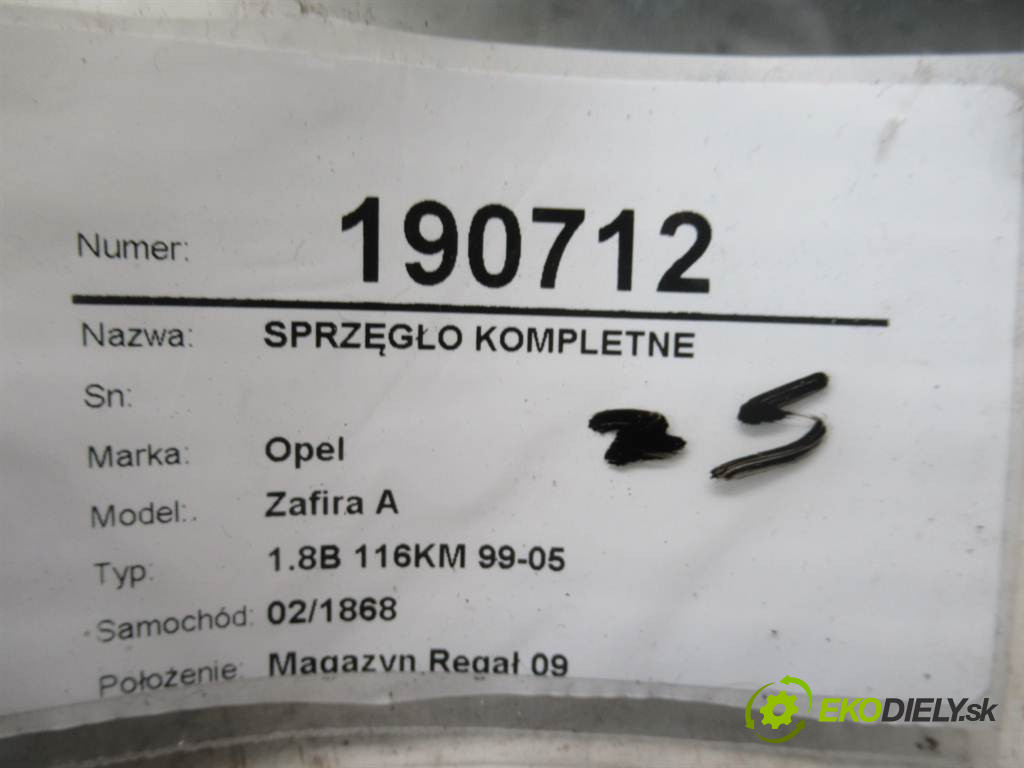 Numer: 190712
Nazwa: SPRZĘGŁO KOMPLETNE
Sn:
Marka: Opel
25
Model: Zafira A
Typ: 1.8B 116KM 99-05
Samochód: 02/1868
Położenie: Magazyn Regał 09
EKODIELY.sk